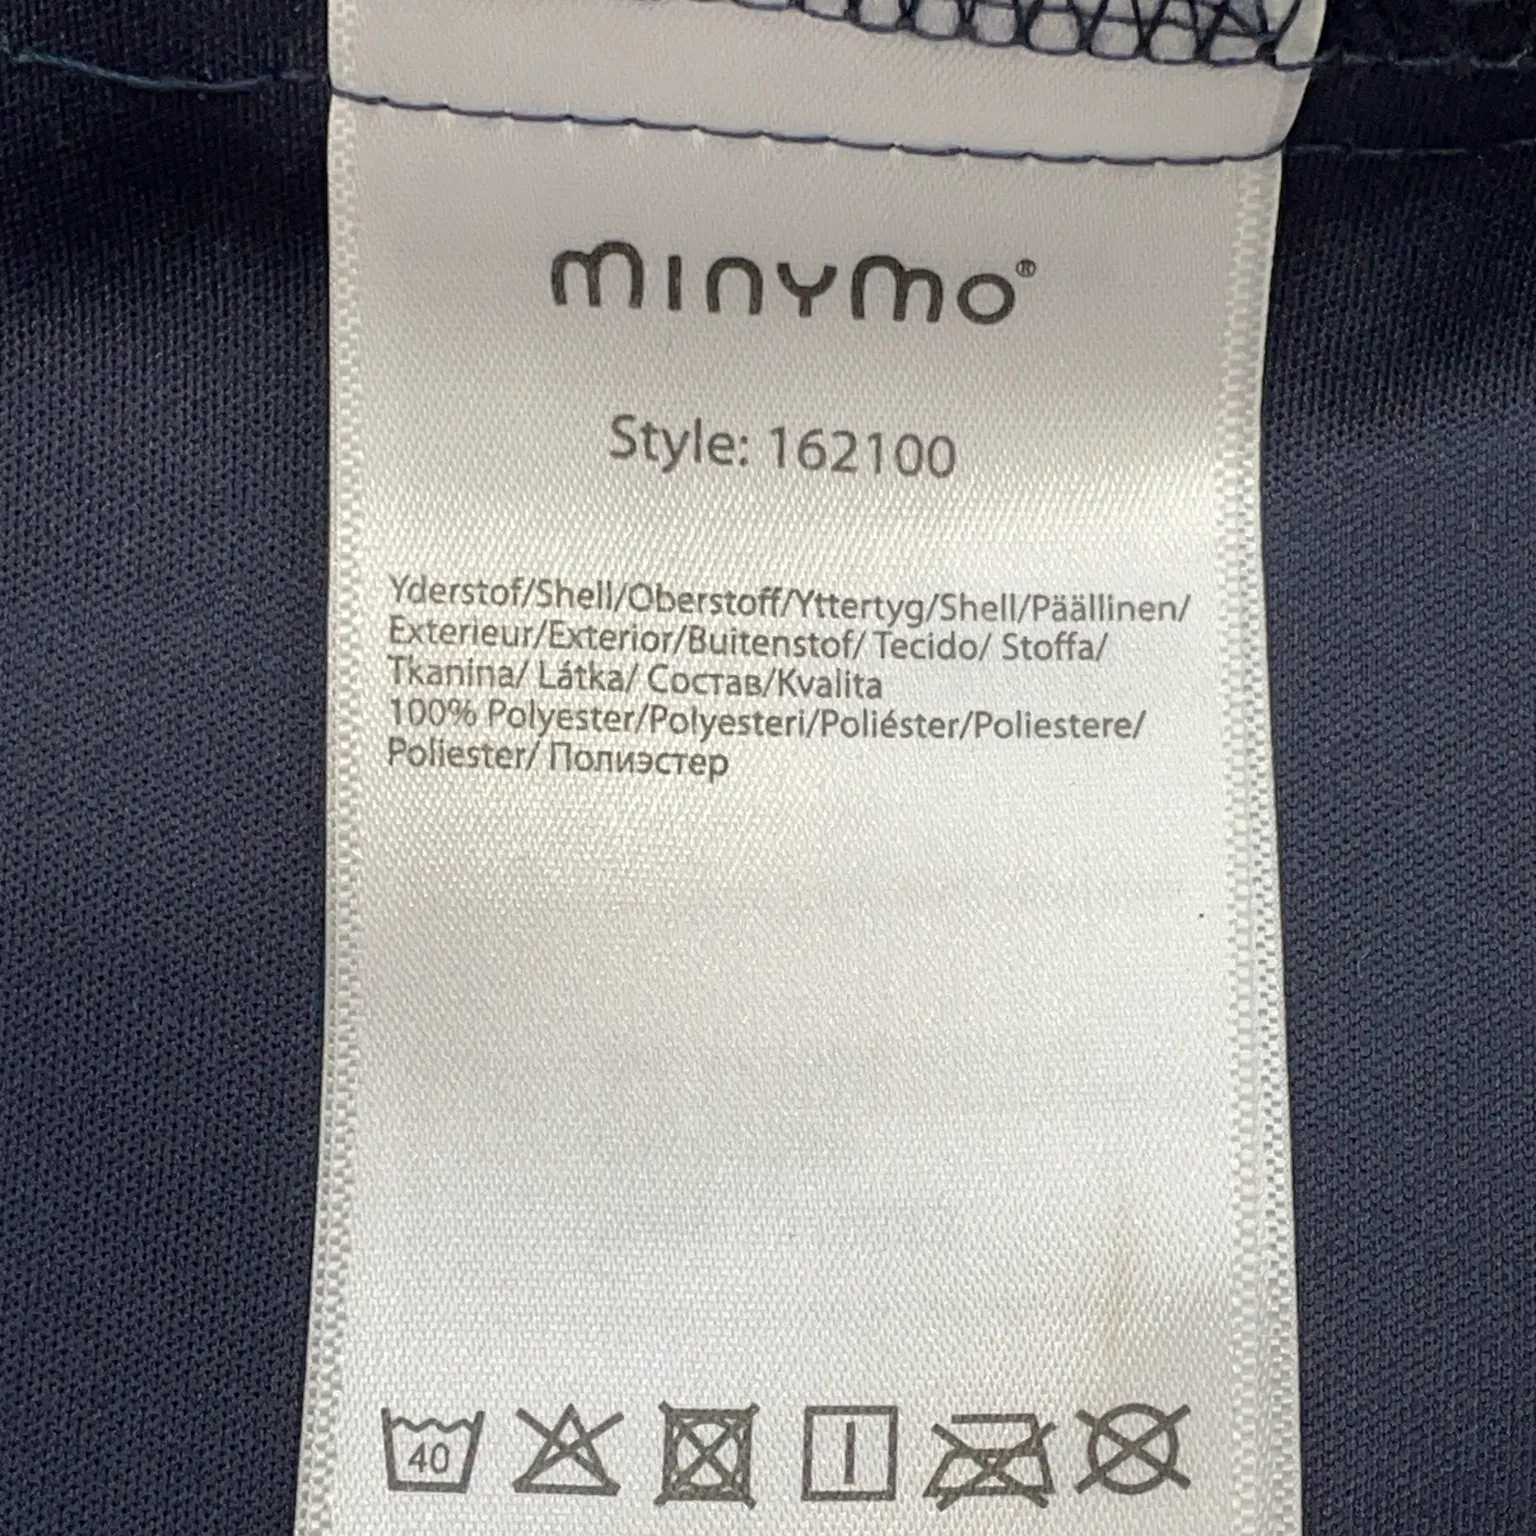 minymo®
Style: 162100
Yderstof/Shell/Oberstoff/Yttertyg/Shell/Päällinen/
Exterieur/Exterior/Buitenstof/ Tecido/ Stoffa/
Tkanina/ Látka/ Состав/Kvalita
100% Polyester/Polyesteri/Poliéster/Poliestere/
Poliester/ Полиэстер
40